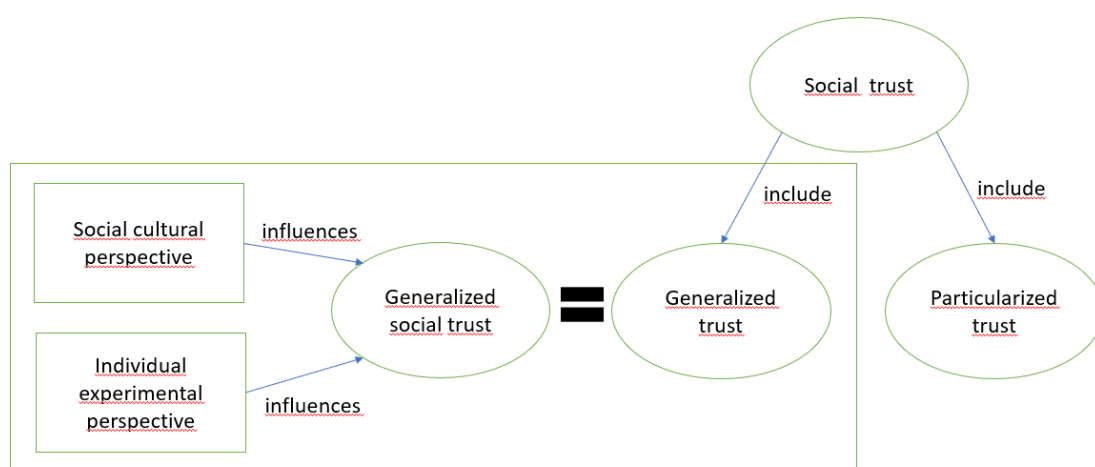 Social trust
include
include
Social cultural
perspective
influences
Generalized
social trust
Generalized
trust
Particularized
trust
Individual
experimental
perspective
influences